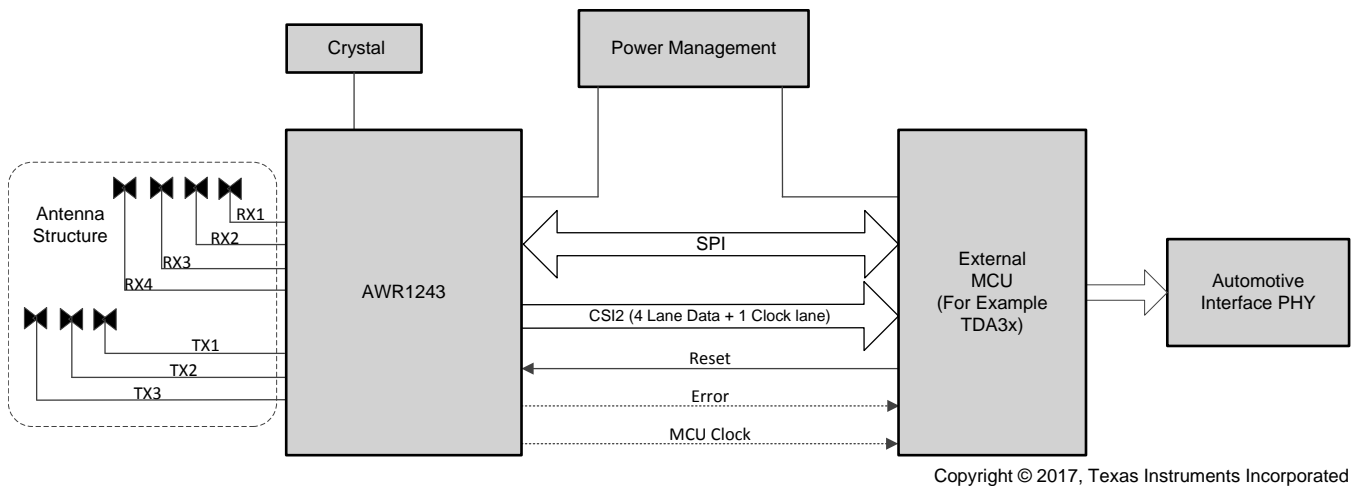 Crystal
Power Management
Antenna
Structure
RX1
RX2
RX3
RX4
TX1
TX2
TX3
AWR1243
SPI
CSI2 (4 Lane Data + 1 Clock lane)
Reset
Error
MCU Clock
External
MCU
(For Example
TDA3x)
Automotive
Interface PHY
Copyright © 2017, Texas Instruments Incorporated